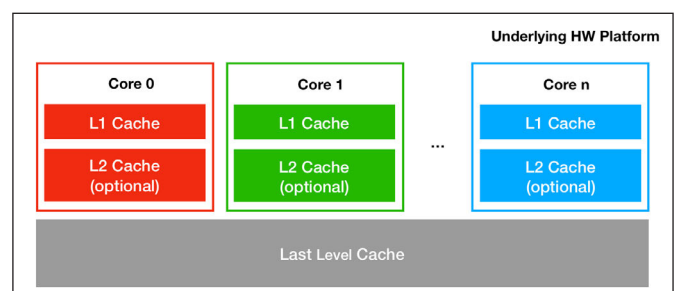 Underlying HW Platform
Core 0
L1 Cache
L2 Cache
(optional)
Core 1
L1 Cache
L2 Cache
(optional)
...
Core n
L1 Cache
L2 Cache
(optional)
Last Level Cache